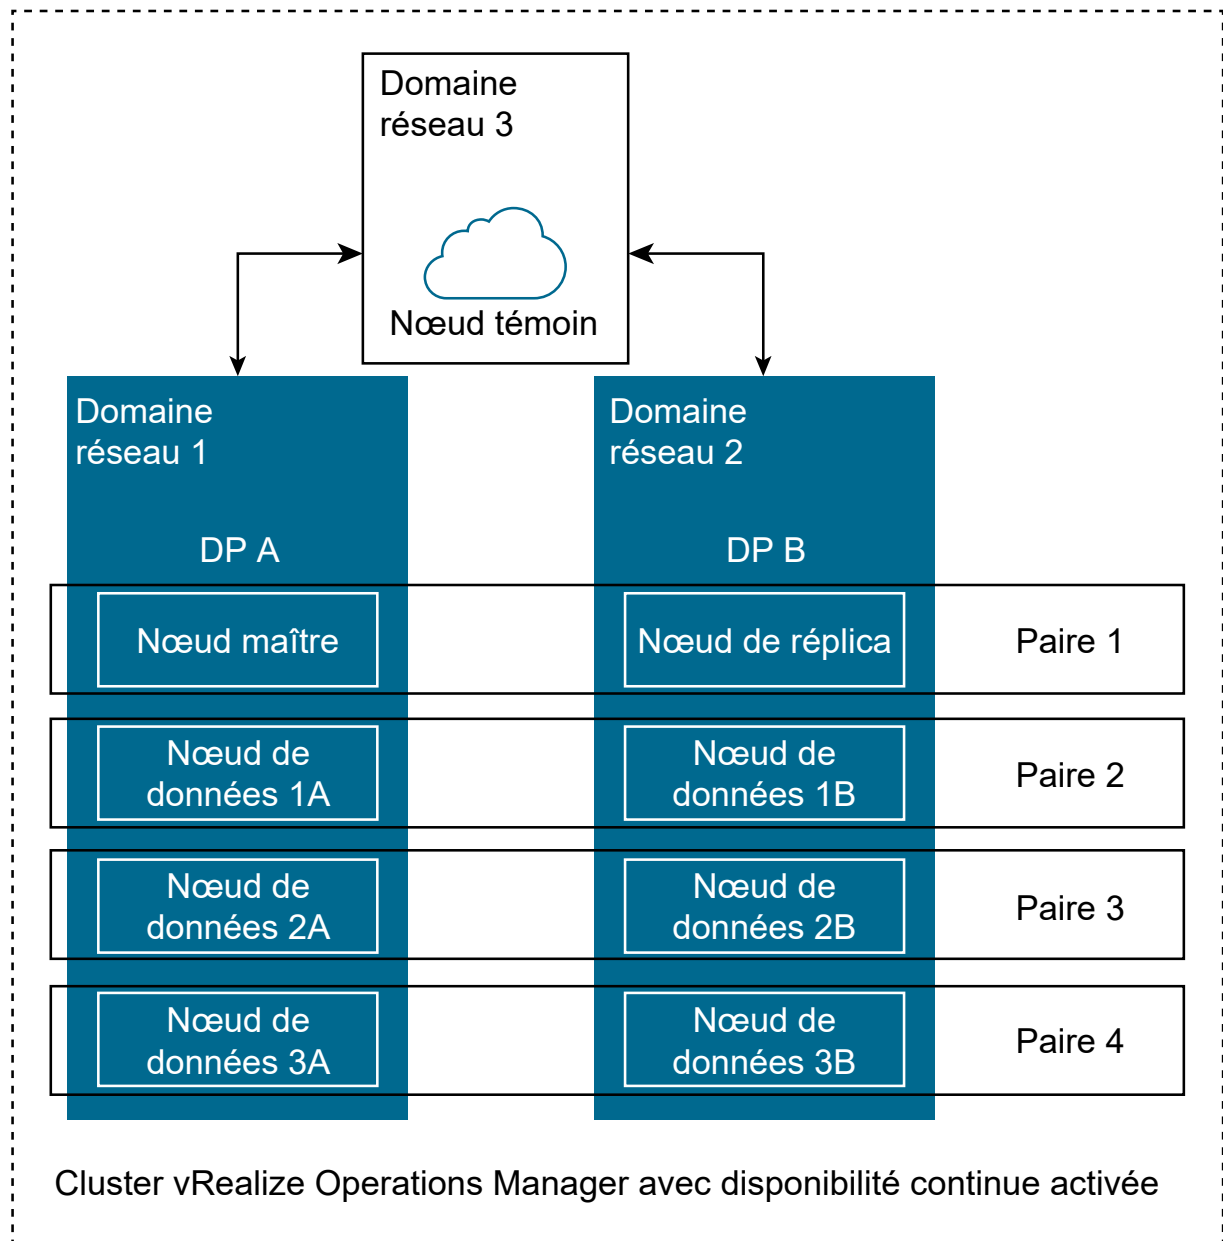 Domaine
réseau 3
Nœud témoin
Domaine
réseau 1
Domaine
réseau 2
DP A
DP B
Nœud maître
Nœud de réplica
Paire 1
Nœud de
données 1A
Nœud de
données 1B
Paire 2
Nœud de
données 2A
Nœud de
données 2B
Paire 3
Nœud de
données 3A
Nœud de
données 3B
Paire 4
Cluster vRealize Operations Manager avec disponibilité continue activée